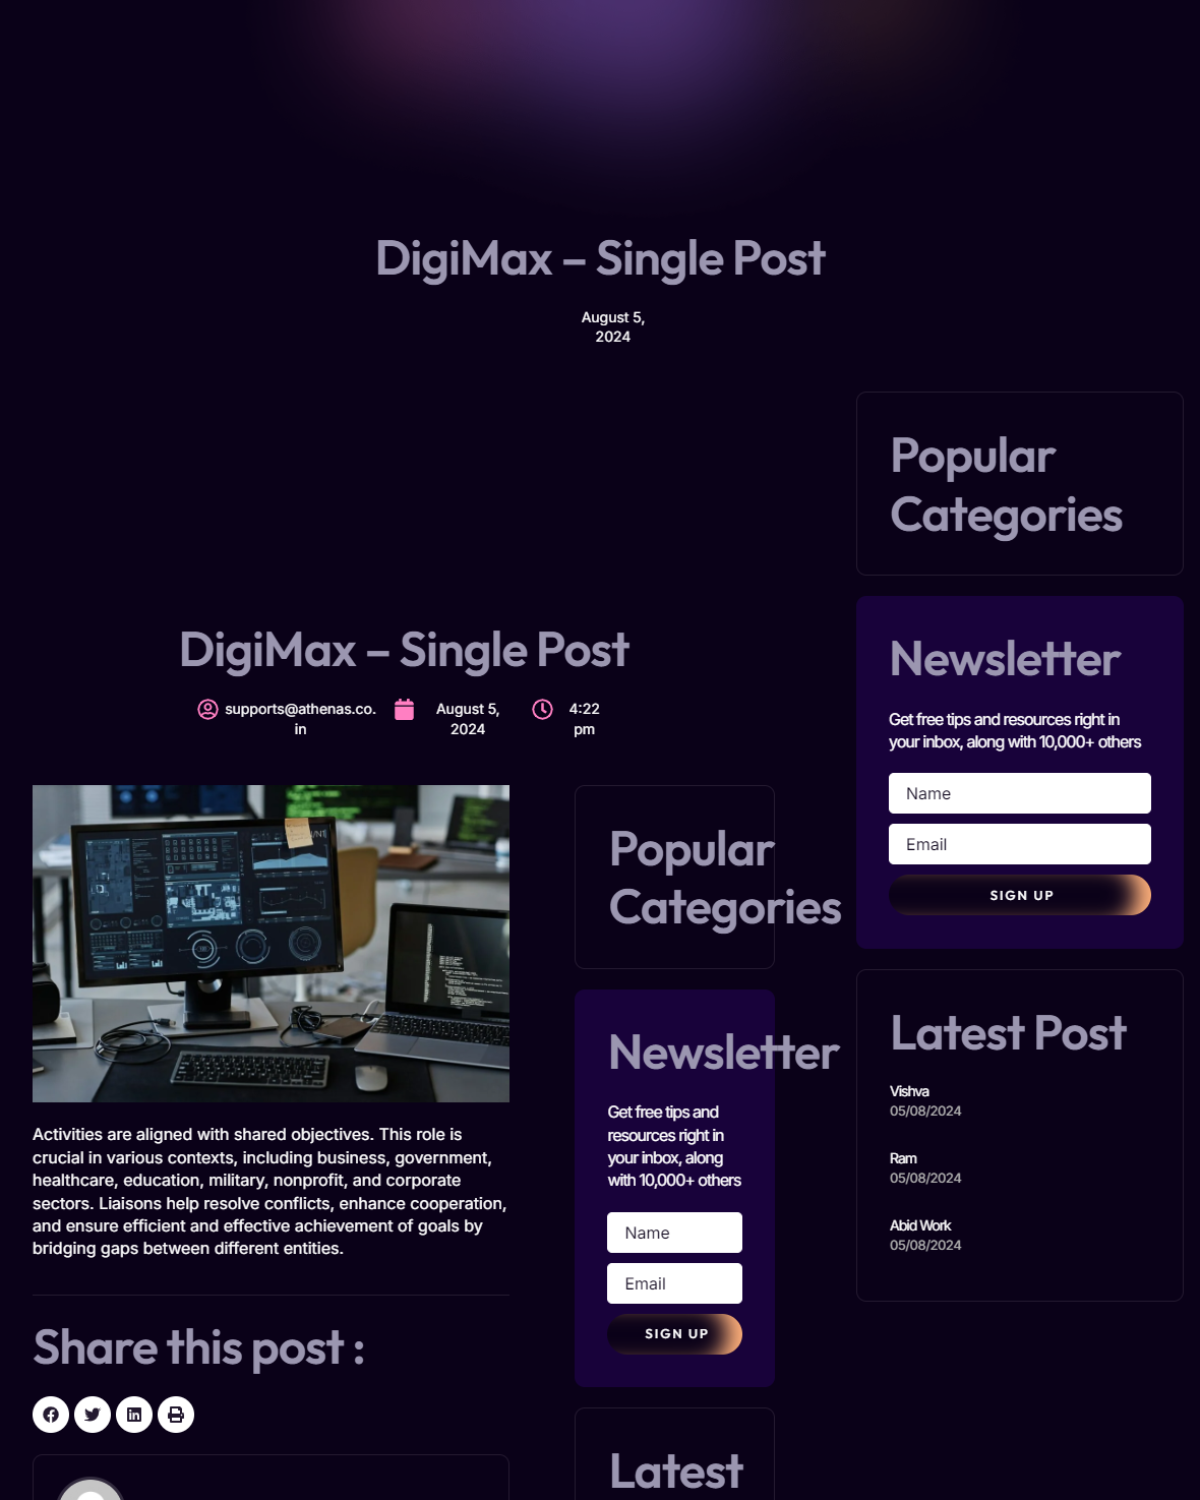 DigiMax – Single Post
August 5,
2024
DigiMax – Single Post
supports@athenas.co.
in
August 5,
2024
4:22
pm
Activities are aligned with shared objectives. This role is
crucial in various contexts, including business, government,
healthcare, education, military, nonprofit, and corporate
sectors. Liaisons help resolve conflicts, enhance cooperation,
and ensure efficient and effective achievement of goals by
bridging gaps between different entities.
Share this post :
Popular
Categories
Newsletter
Get free tips and
resources right in
your inbox, along
with 10,000+ others
Name
Email
SIGN UP
Latest
Popular
Categories
Newsletter
Get free tips and resources right in
your inbox, along with 10,000+ others
Name
Email
SIGN UP
Latest Post
Vishva
05/08/2024
Ram
05/08/2024
Abid Work
05/08/2024